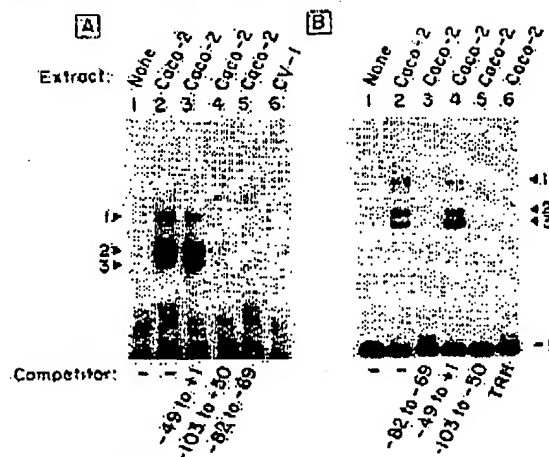 A
B
Extract: None Caco-2 Caco-2 Caco-2 Caco-2 CV-1
None Caco-2 Caco-2 Caco-2 Caco-2 Caco-2
1 2 3 4 5 6
1 2 3 4 5 6
1
2
3
Competitor: - - -49 to +1 -103 to -50 -82 to -69
- - -82 to -69 -49 to +1 -103 to -50 TRH